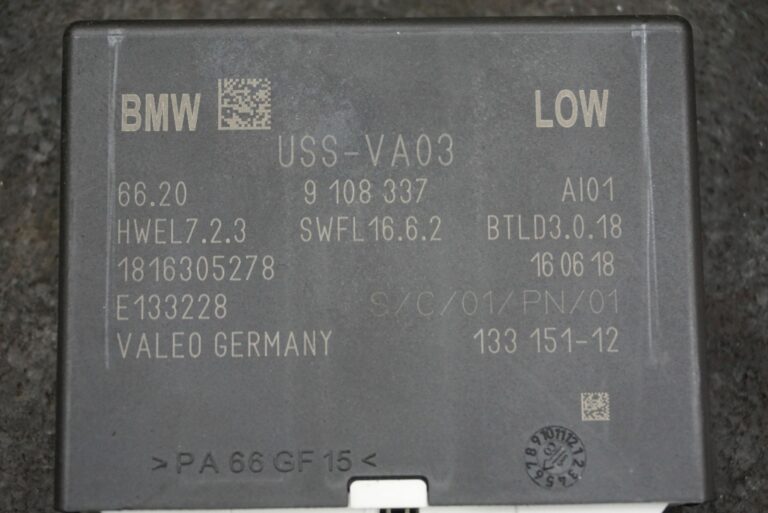 BMW LOW
USS-VA03
66.20 9 108 337 AI01
HWEL7.2.3 SWFL16.6.2 BTLD3.0.18
1816305278 16 06 18
E133228 S/C/01/PN/01
VALEO GERMANY 133 151-12
>PA 66 GF 15<